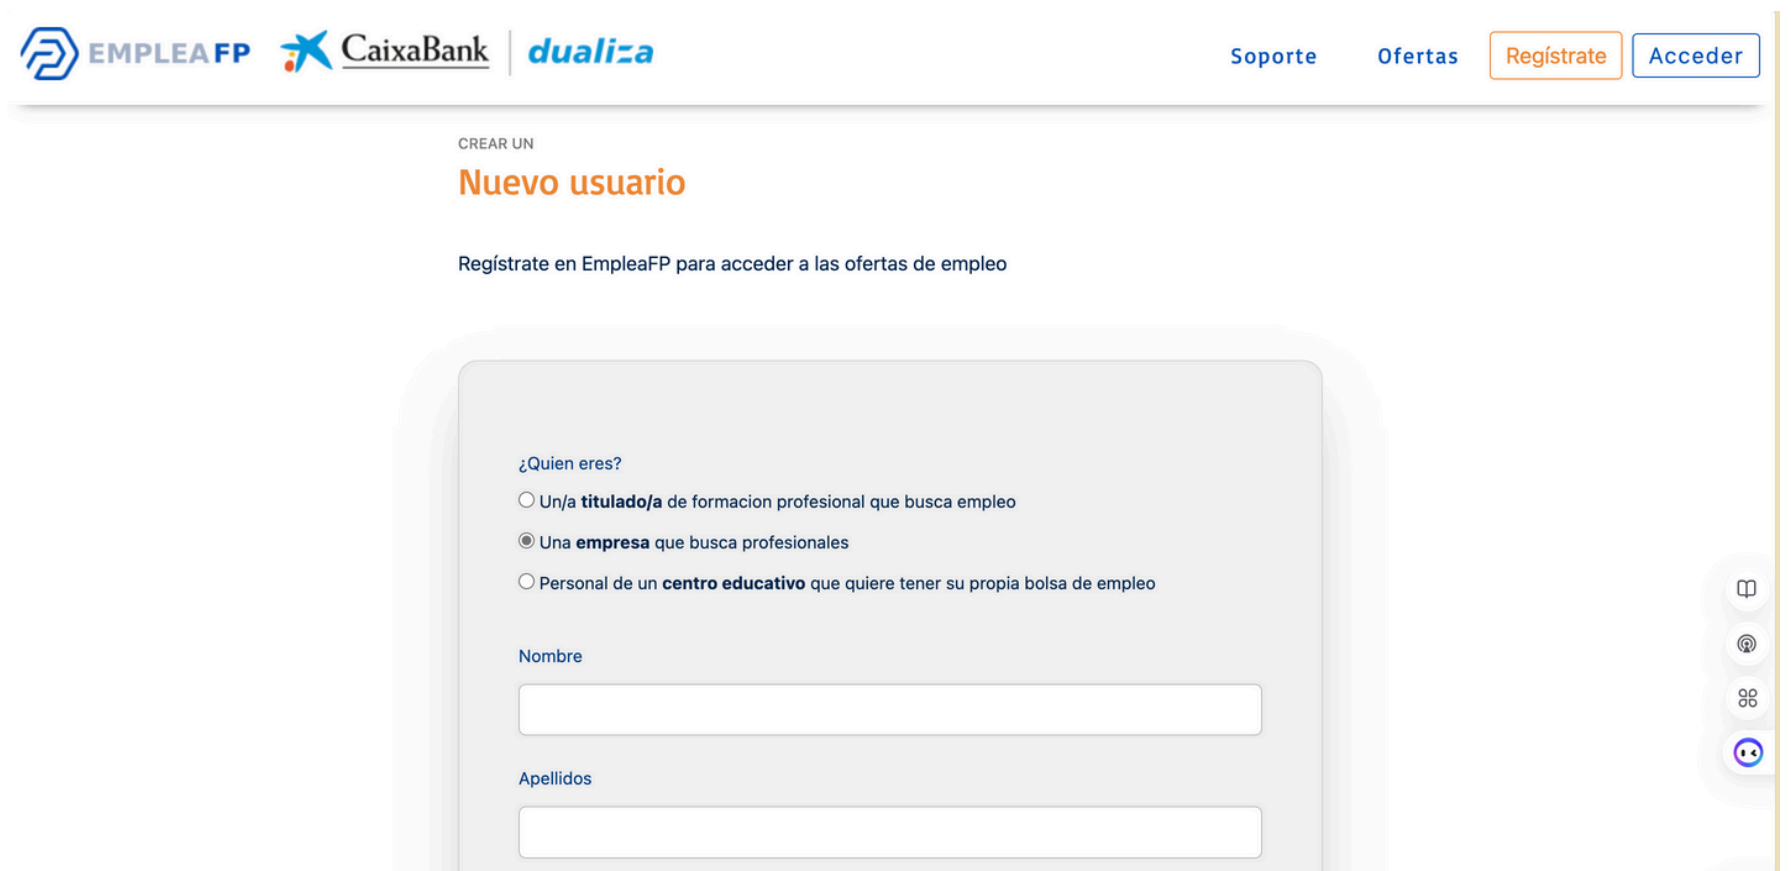 EMPLEAFP CaixaBank dualiza Soporte Ofertas Regístrate Acceder
CREAR UN
Nuevo usuario
Regístrate en EmpleaFP para acceder a las ofertas de empleo
¿Quien eres?
Un/a titulado/a de formacion profesional que busca empleo
Una empresa que busca profesionales
Personal de un centro educativo que quiere tener su propia bolsa de empleo
Nombre
Apellidos